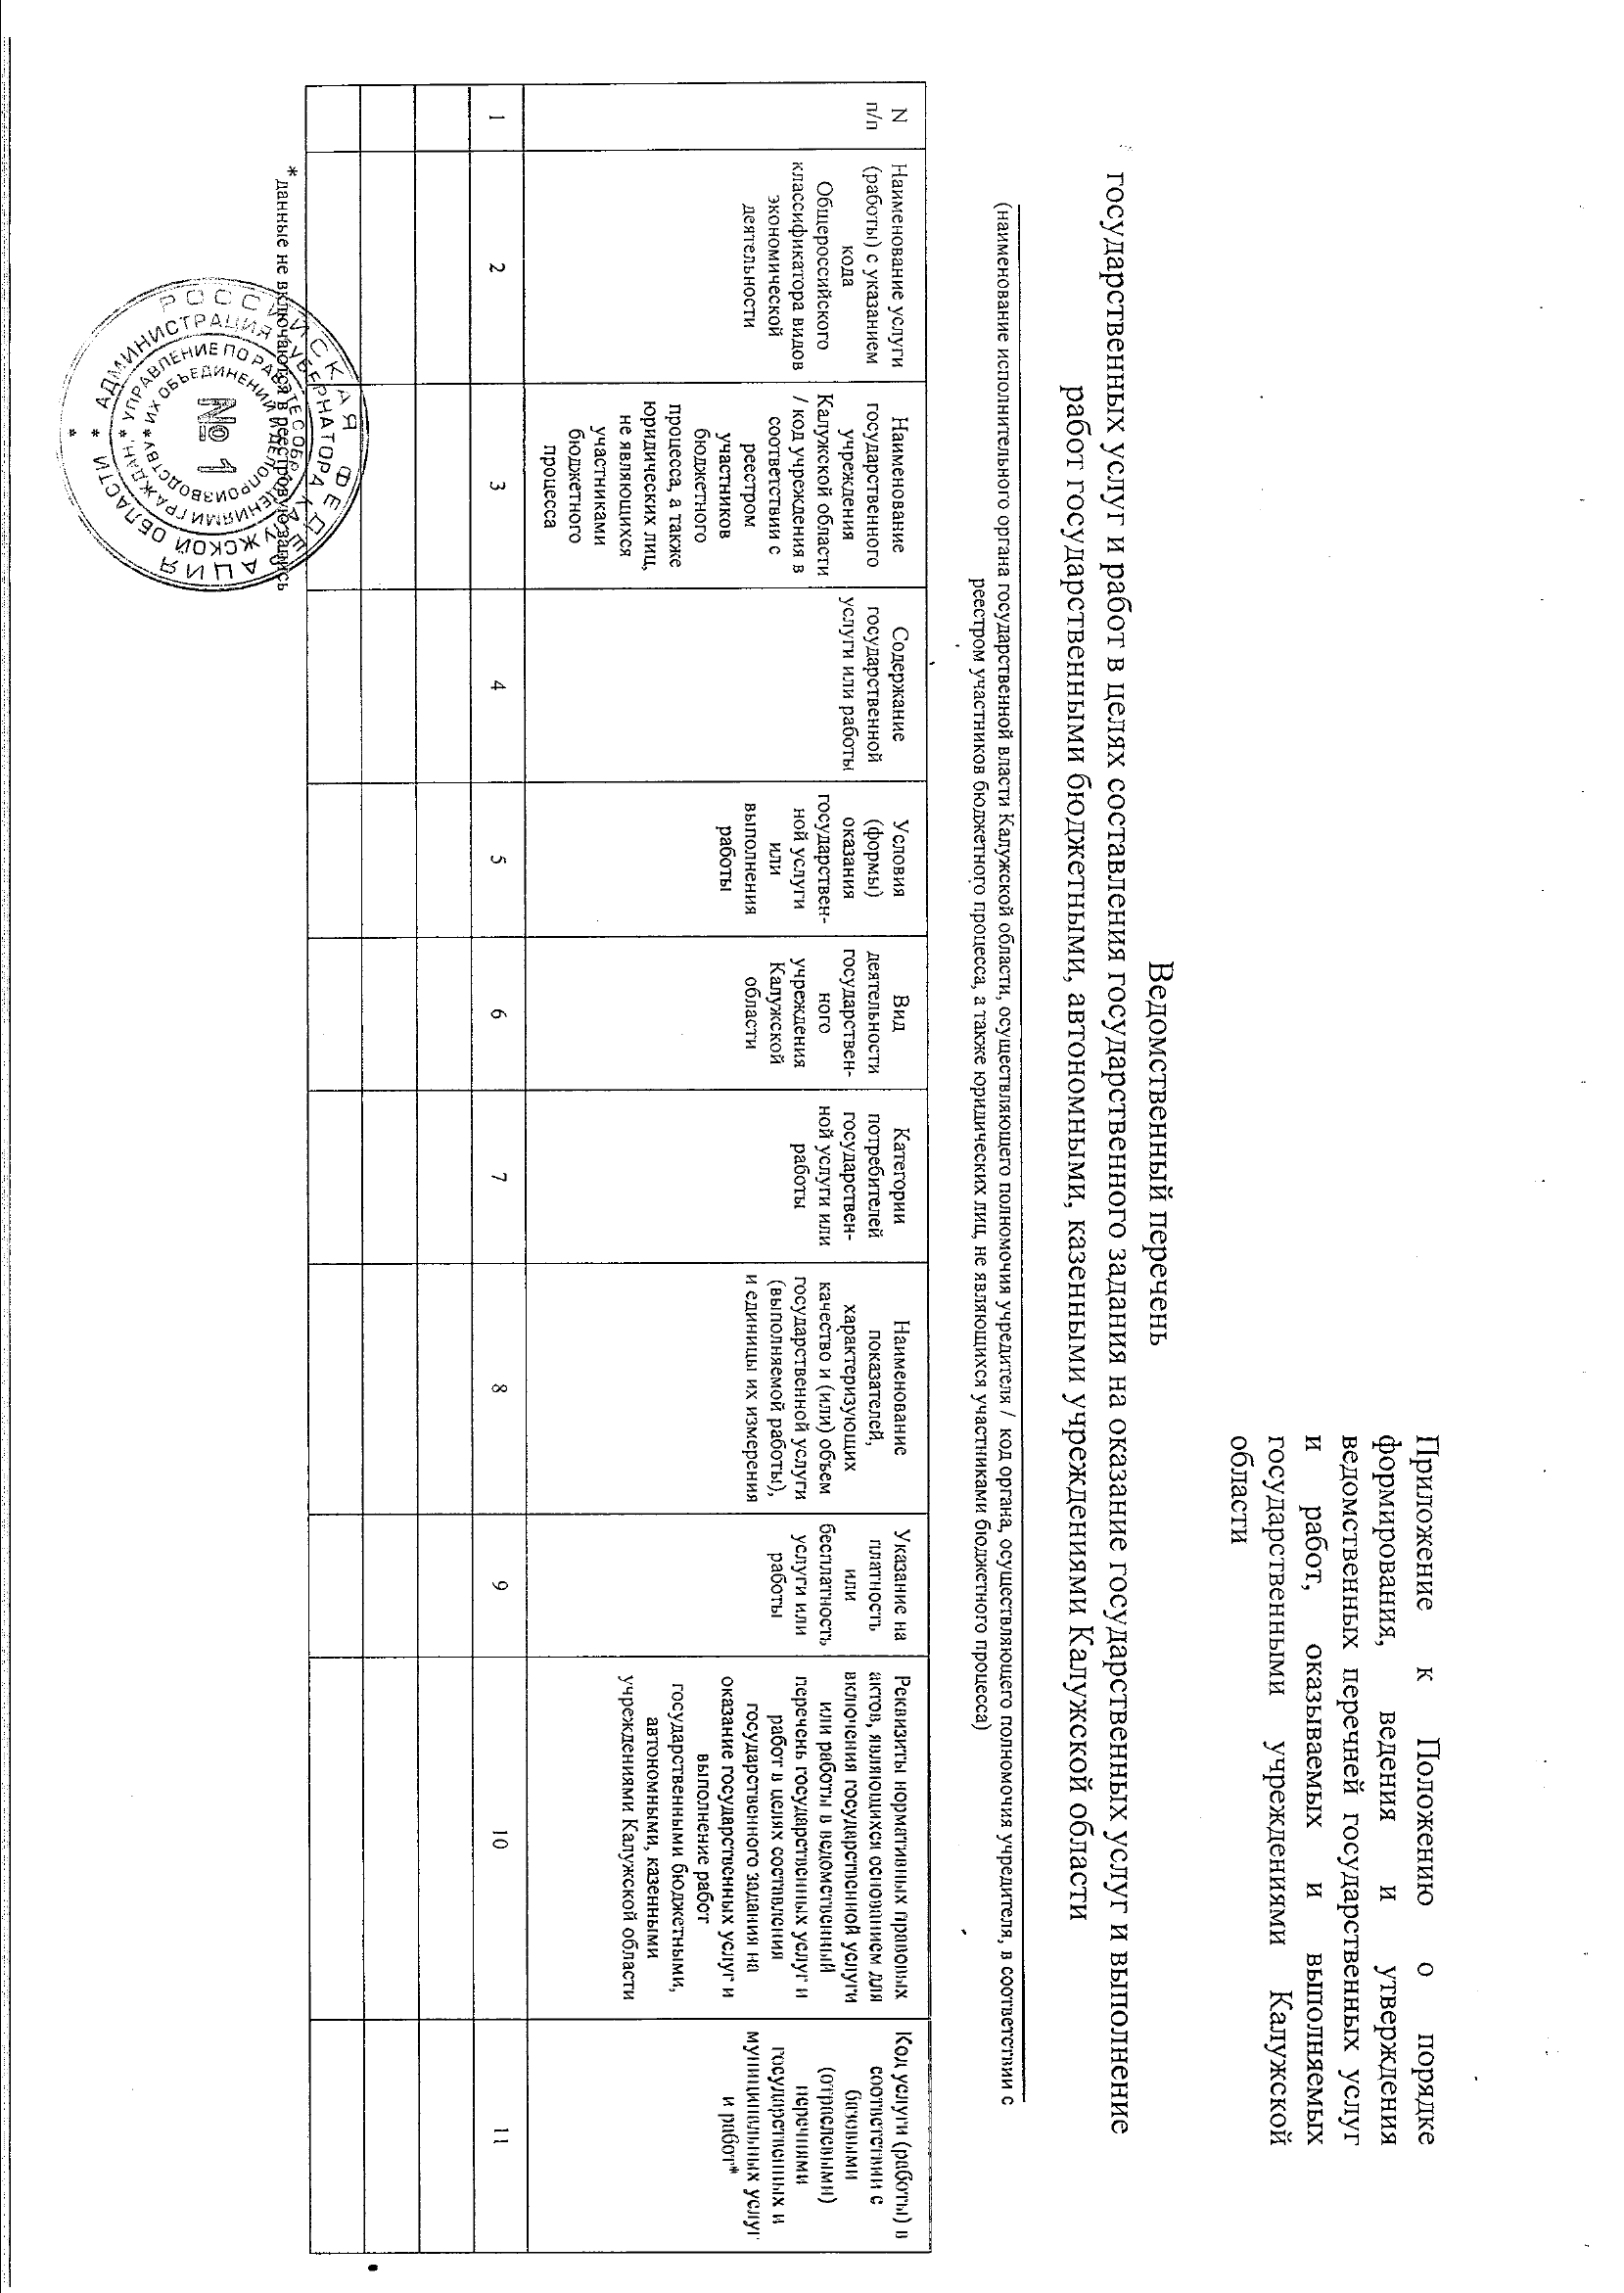 Приложение к Положению о порядке
формирования, ведения и утверждения
ведомственных перечней государственных услуг
и работ, оказываемых и выполняемых
государственными учреждениями Калужской
области
Ведомственный перечень
государственных услуг и работ в целях составления государственного задания на оказание государственных услуг и выполнение
работ государственными бюджетными, автономными, казенными учреждениями Калужской области
(наименование исполнительного органа государственной власти Калужской области, осуществляющего полномочия учредителя / код органа, осуществляющего полномочия учредителя, в соответствии с
реестром участников бюджетного процесса, а также юридических лиц, не являющихся участниками бюджетного процесса)
N
п/п
Наименование услуги
(работы) с указанием
кода
Общероссийского
классификатора видов
экономической
деятельности
Наименование
государственного
учреждения
Калужской области
/ код учреждения в
соответствии с
реестром
участников
бюджетного
процесса, а также
юридических лиц,
не являющихся
участниками
бюджетного
процесса
Содержание
государственной
услуги или работы
Условия
(формы)
оказания
государствен-
ной услуги
или
выполнения
работы
Вид
деятельности
государствен-
ного
учреждения
Калужской
области
Категории
потребителей
государствен-
ной услуги или
работы
Наименование
показателей,
характеризующих
качество и (или) объем
государственной услуги
(выполняемой работы),
и единицы их измерения
Указание на
платность
или
бесплатность
услуги или
работы
Реквизиты нормативных правовых
актов, являющихся основанием для
включения государственной услуги
или работы в ведомственный
перечень государственных услуг и
работ в целях составления
государственного задания на
оказание государственных услуг и
выполнение работ
государственными бюджетными,
автономными, казенными
учреждениями Калужской области
Код услуги (работы) в
соответствии с
базовыми
(отраслевыми)
перечнями
государственных и
муниципальных услуг
и работ*
1
2
3
4
5
6
7
8
9
10
11
* данные не включаются в реестровую запись
РОССИЙСКАЯ ФЕДЕРАЦИЯ
* АДМИНИСТРАЦИЯ ГУБЕРНАТОРА КАЛУЖСКОЙ ОБЛАСТИ *
* УПРАВЛЕНИЕ ПО РАБОТЕ С ОБРАЩЕНИЯМИ ГРАЖДАН,
* ИХ ОБЪЕДИНЕНИЙ И ДЕЛОПРОИЗВОДСТВУ *
№ 1